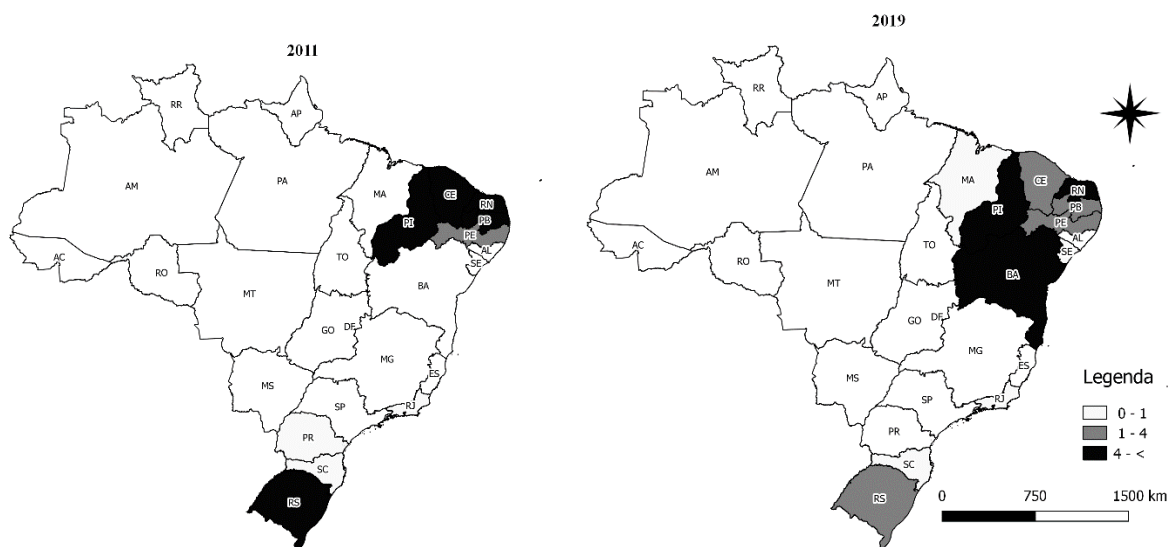 2011
RR
AP
AM
PA
MA
CE
RN
PI
PB
PE
AL
SE
AC
TO
RO
BA
MT
GO
DF
MG
MS
ES
SP
RJ
PR
SC
RS
2019
RR
AP
AM
PA
MA
CE
RN
PI
PB
PE
AL
SE
AC
TO
RO
BA
MT
GO
DF
MG
ES
MS
SP
RJ
PR
SC
RS
Legenda
0 - 1
1 - 4
4 - <
0 750 1500 km